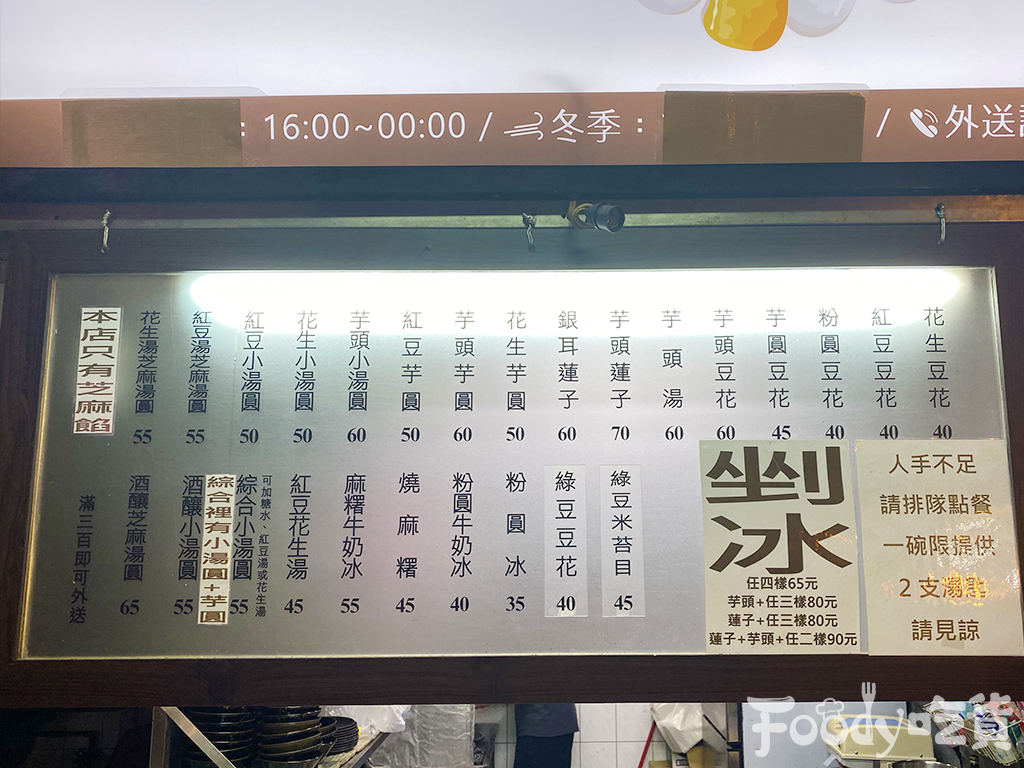 : 16:00~00:00 / 冬季 : / 外送
花生豆花 40
紅豆豆花 40
粉圓豆花 40
芋圓豆花 45
芋頭豆花 60
芋頭湯 60
芋頭蓮子 70
銀耳蓮子 60
花生芋圓 50
芋頭芋圓 60
紅豆芋圓 50
芋頭小湯圓 60
花生小湯圓 50
紅豆小湯圓 50
紅豆湯芝麻湯圓 55
花生湯芝麻湯圓 55
本店只有芝麻餡
綠豆米苔目 45
綠豆豆花 40
粉圓冰 35
粉圓牛奶冰 40
燒麻糬 45
麻糬牛奶冰 55
紅豆花生湯 45
可加糖水、紅豆湯或花生湯
綜合小湯圓 55
綜合裡有小湯圓+芋圓
酒釀小湯圓 55
酒釀芝麻湯圓 65
滿三百即可外送
剉冰
任四樣65元
芋頭+任三樣80元
蓮子+任三樣80元
蓮子+芋頭+任二樣90元
人手不足
請排隊點餐
一碗限提供
2 支湯匙
請見諒
Foody吃貨